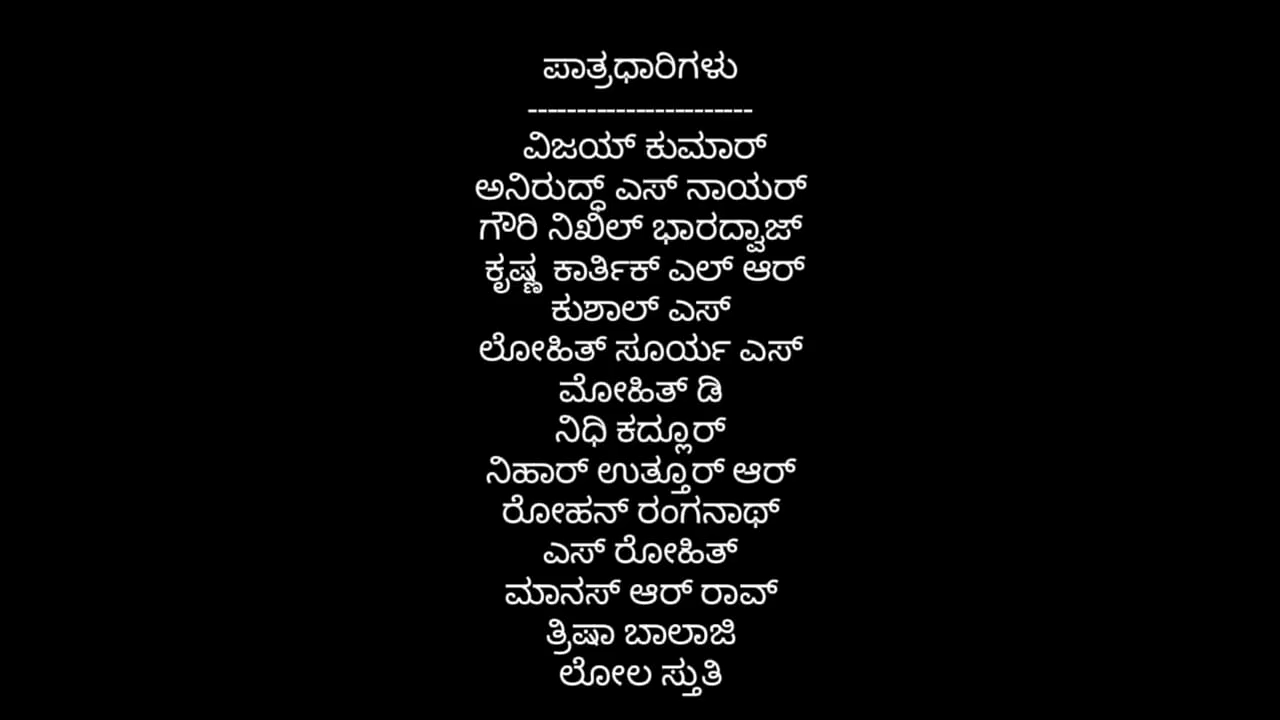 ಪಾತ್ರಧಾರಿಗಳು
-----------------------
ವಿಜಯ್ ಕುಮಾರ್
ಅನಿರುದ್ಧ್ ಎಸ್ ನಾಯರ್
ಗೌರಿ ನಿಖಿಲ್ ಭಾರದ್ವಾಜ್
ಕೃಷ್ಣ ಕಾರ್ತಿಕ್ ಎಲ್ ಆರ್
ಕುಶಾಲ್ ಎಸ್
ಲೋಹಿತ್ ಸೂರ್ಯ ಎಸ್
ಮೋಹಿತ್ ಡಿ
ನಿಧಿ ಕದ್ಲೂರ್
ನಿಹಾರ್ ಉತ್ತೂರ್ ಆರ್
ರೋಹನ್ ರಂಗನಾಥ್
ಎಸ್ ರೋಹಿತ್
ಮಾನಸ್ ಆರ್ ರಾವ್
ತ್ರಿಷಾ ಬಾಲಾಜಿ
ಲೋಲ ಸ್ತುತಿ